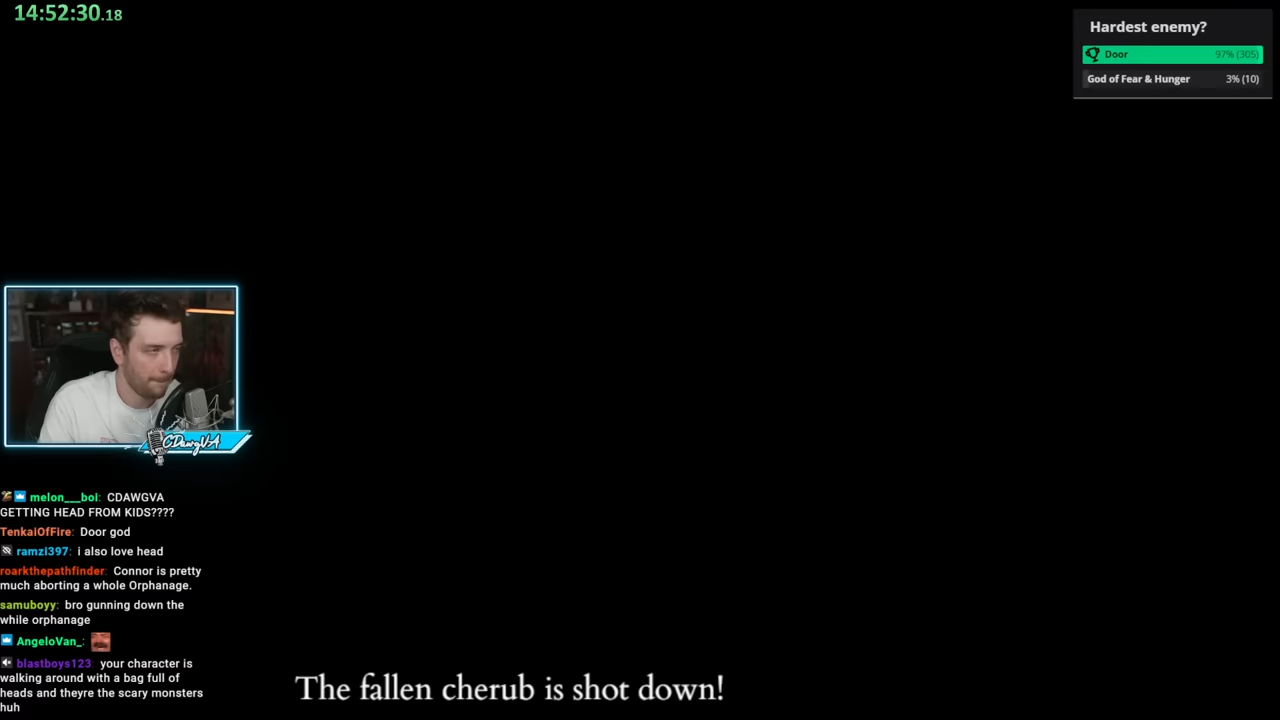 14:52:30.18
Hardest enemy?
Door 97% (305)
God of Fear & Hunger 3% (10)
CDawgVA
melon___boi: CDAWGVA
GETTING HEAD FROM KIDS????
TenkaiOfFire: Door god
ramzi397: i also love head
roarkthepathfinder: Connor is pretty
much aborting a whole Orphanage.
samuboyy: bro gunning down the
while orphanage
AngeloVan_:
blastboys123: your character is
walking around with a bag full of
heads and theyre the scary monsters
huh
The fallen cherub is shot down!